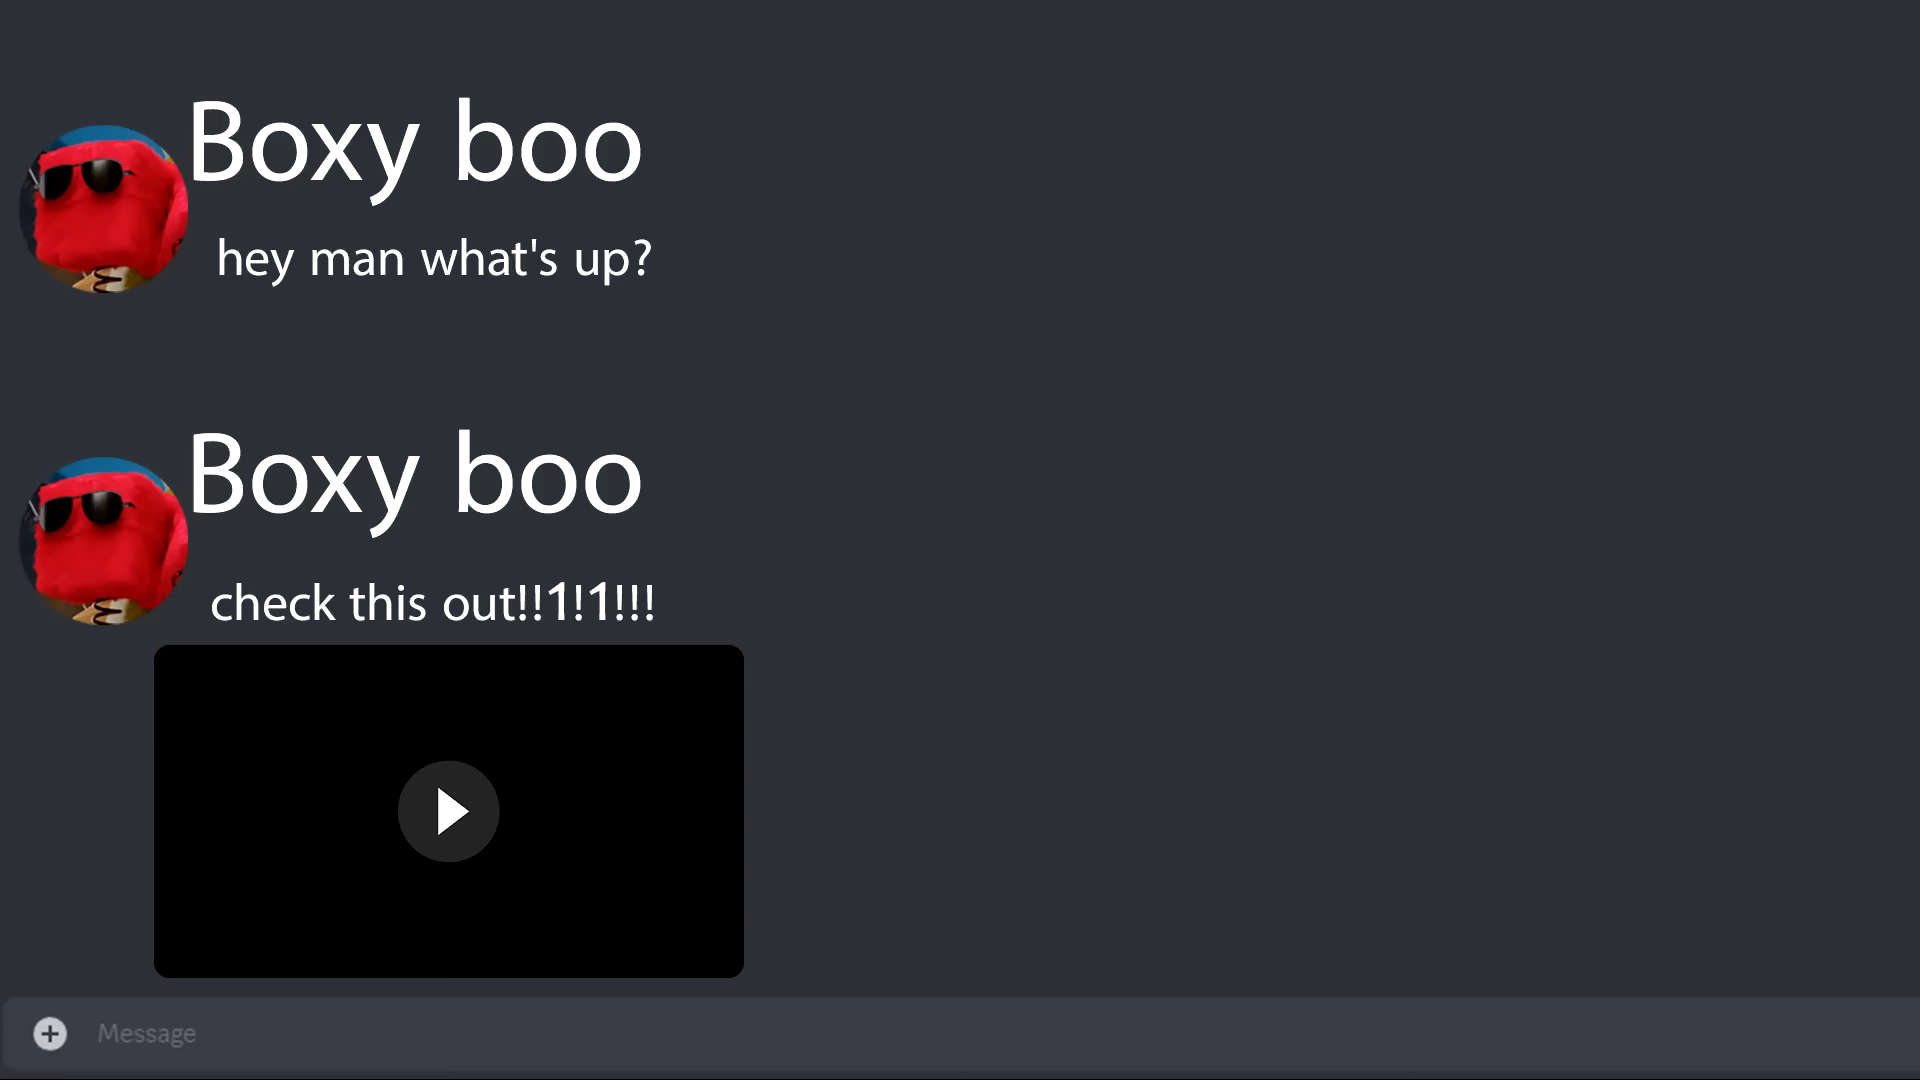 Boxy boo
hey man what's up?
Boxy boo
check this out!!1!1!!!
Message